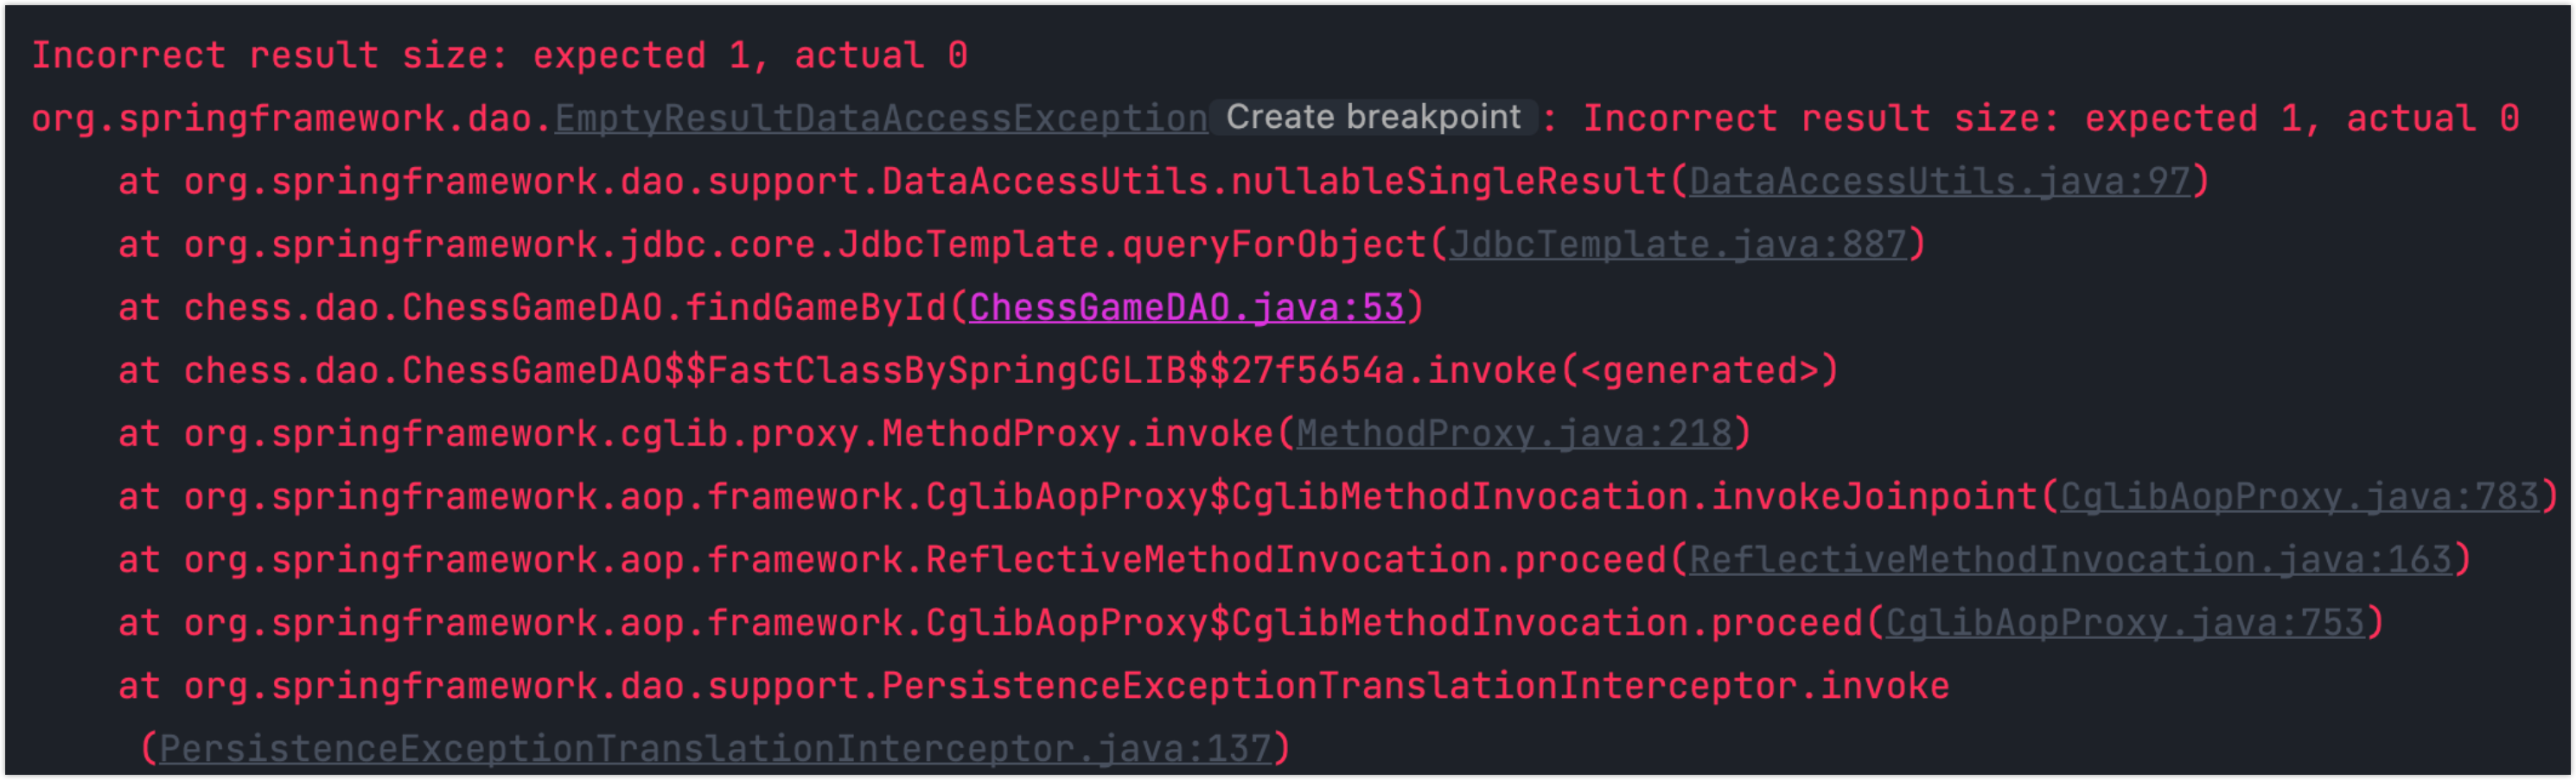 Incorrect result size: expected 1, actual 0
org.springframework.dao.EmptyResultDataAccessException Create breakpoint : Incorrect result size: expected 1, actual 0
at org.springframework.dao.support.DataAccessUtils.nullableSingleResult(DataAccessUtils.java:97)
at org.springframework.jdbc.core.JdbcTemplate.queryForObject(JdbcTemplate.java:887)
at chess.dao.ChessGameDAO.findGameById(ChessGameDAO.java:53)
at chess.dao.ChessGameDAO$$FastClassBySpringCGLIB$$27f5654a.invoke(<generated>)
at org.springframework.cglib.proxy.MethodProxy.invoke(MethodProxy.java:218)
at org.springframework.aop.framework.CglibAopProxy$CglibMethodInvocation.invokeJoinpoint(CglibAopProxy.java:783)
at org.springframework.aop.framework.ReflectiveMethodInvocation.proceed(ReflectiveMethodInvocation.java:163)
at org.springframework.aop.framework.CglibAopProxy$CglibMethodInvocation.proceed(CglibAopProxy.java:753)
at org.springframework.dao.support.PersistenceExceptionTranslationInterceptor.invoke
(PersistenceExceptionTranslationInterceptor.java:137)